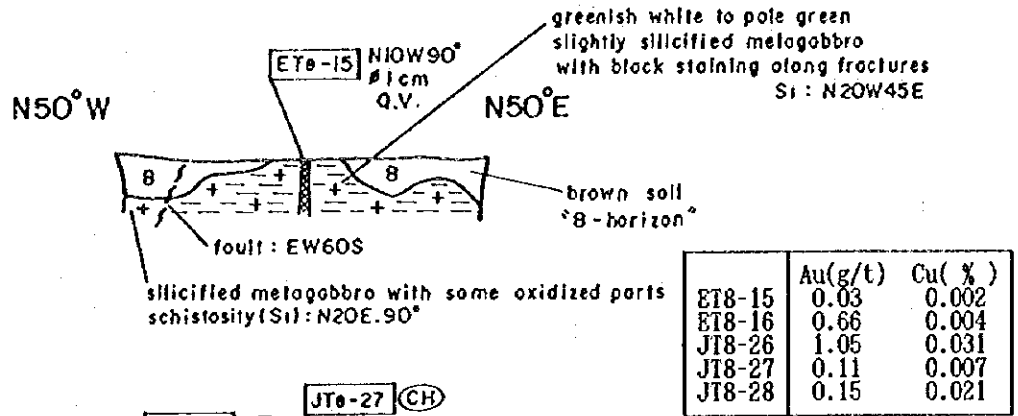 greenish white to pole green
slightly silicified metagabbro
with black staining along fractures
Si : N20W45E
ET8-15
N10W90°
ø1cm
Q.V.
N50°W
N50°E
8
8
brown soil
"8-horizon"
foult : EW60S
silicified metagabbro with some oxidized parts
schistosity(Si) : N20E.90°
Au(g/t) Cu( % )
ET8-15 0.03 0.002
ET8-16 0.66 0.004
JT8-26 1.05 0.031
JT8-27 0.11 0.007
JT8-28 0.15 0.021
JT8-27 CH